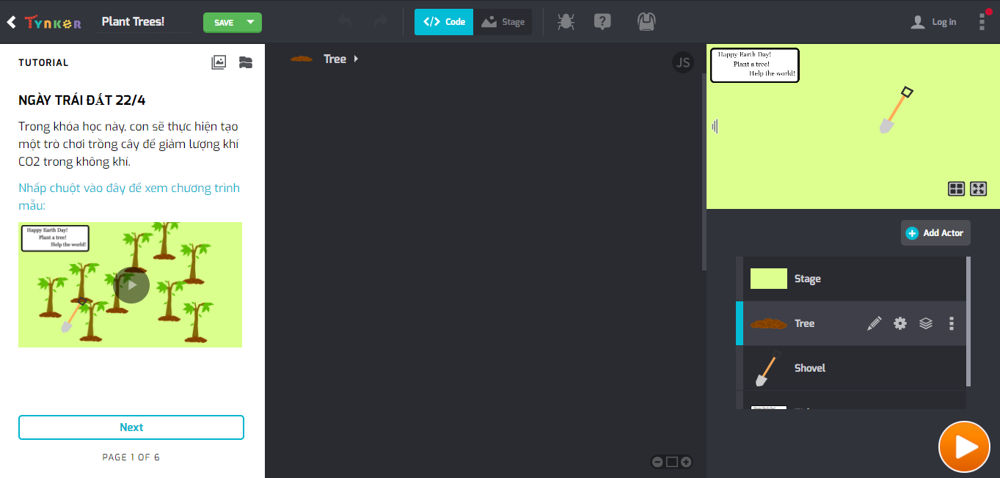 Tynker
Plant Trees!
SAVE
</> Code
Stage
?
Log in
TUTORIAL
NGÀY TRÁI ĐẤT 22/4
Trong khóa học này, con sẽ thực hiện tạo
một trò chơi trồng cây để giảm lượng khí
CO2 trong không khí.
Nhấp chuột vào đây để xem chương trình
mẫu:
Happy Earth Day!
Plant a tree!
Help the world!
Next
PAGE 1 OF 6
Tree
JS
Happy Earth Day!
Plant a tree!
Help the world!
Add Actor
Stage
Tree
Shovel